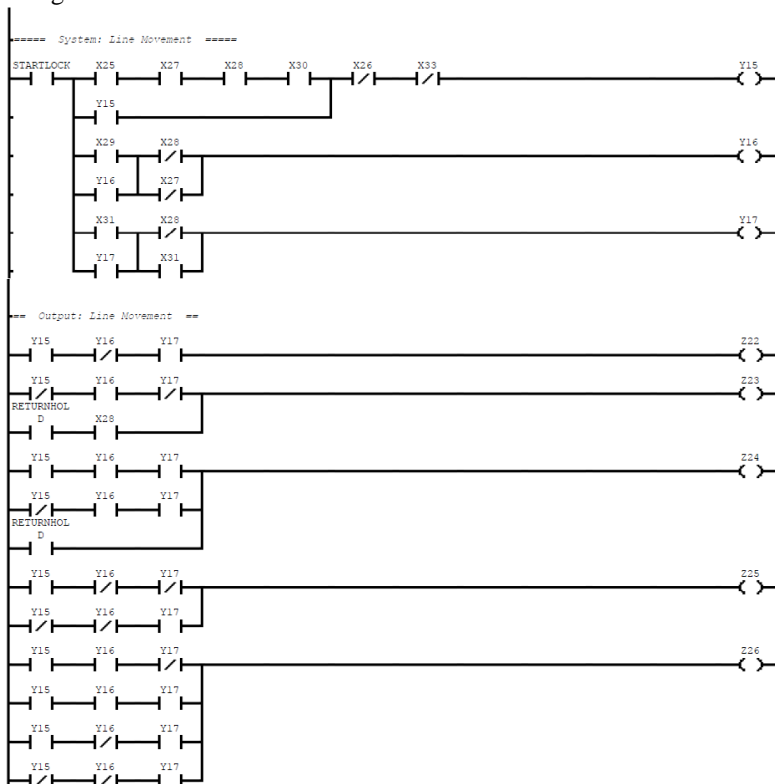 ===== System: Line Movement =====
STARTLOCK X25 X27 X28 X30 X26 X33 Y15
Y15
X29 X28 Y16
Y16 X27
X31 X28 Y17
Y17 X31
== Output: Line Movement ==
Y15 Y16 Y17 Z22
Y15 Y16 Y17 Z23
RETURNHOL
D X28
Y15 Y16 Y17 Z24
Y15 Y16 Y17
RETURNHOL
D
Y15 Y16 Y17 Z25
Y15 Y16 Y17
Y15 Y16 Y17 Z26
Y15 Y16 Y17
Y15 Y16 Y17
Y15 Y16 Y17